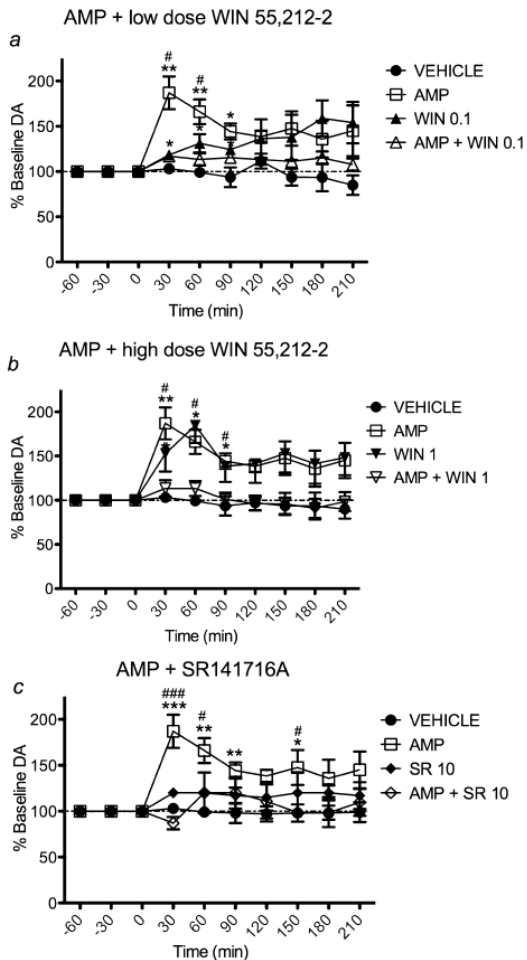 AMP + low dose WIN 55,212-2
a
#
**
#
**
*
*
*
*
200
150
100
50
0
% Baseline DA
-60 -30 0 30 60 90 120 150 180 210
Time (min)
VEHICLE
AMP
WIN 0.1
AMP + WIN 0.1
AMP + high dose WIN 55,212-2
b
#
**
#
*
#
*
*
200
150
100
50
0
% Baseline DA
-60 -30 0 30 60 90 120 150 180 210
Time (min)
VEHICLE
AMP
WIN 1
AMP + WIN 1
AMP + SR141716A
c
###
***
#
**
**
#
*
200
150
100
50
0
% Baseline DA
-60 -30 0 30 60 90 120 150 180 210
Time (min)
VEHICLE
AMP
SR 10
AMP + SR 10